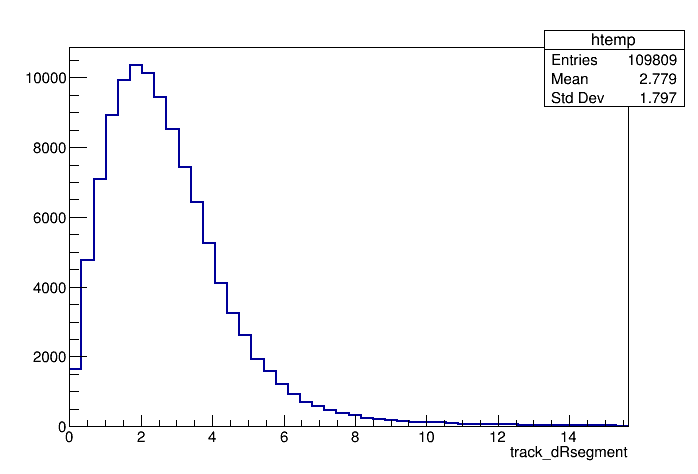 htemp
Entries 109809
Mean 2.779
Std Dev 1.797
10000
8000
6000
4000
2000
0
0 2 4 6 8 10 12 14
track_dRsegment